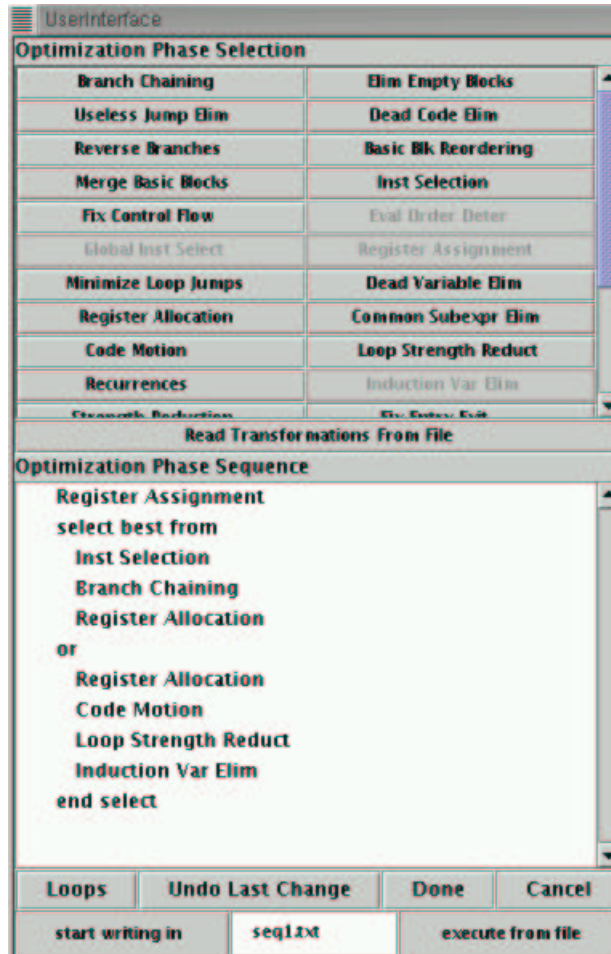 UserInterface
Optimization Phase Selection
Branch Chaining Elim Empty Blocks
Useless Jump Elim Dead Code Elim
Reverse Branches Basic Blk Reordering
Merge Basic Blocks Inst Selection
Fix Control Flow Eval Order Deter
Global Inst Select Register Assignment
Minimize Loop Jumps Dead Variable Elim
Register Allocation Common Subexpr Elim
Code Motion Loop Strength Reduct
Recurrences Induction Var Elim
Strength Reduction Fix Entry Exit
Read Transformations From File
Optimization Phase Sequence
Register Assignment
select best from
Inst Selection
Branch Chaining
Register Allocation
or
Register Allocation
Code Motion
Loop Strength Reduct
Induction Var Elim
end select
Loops Undo Last Change Done Cancel
start writing in seq1.txt execute from file